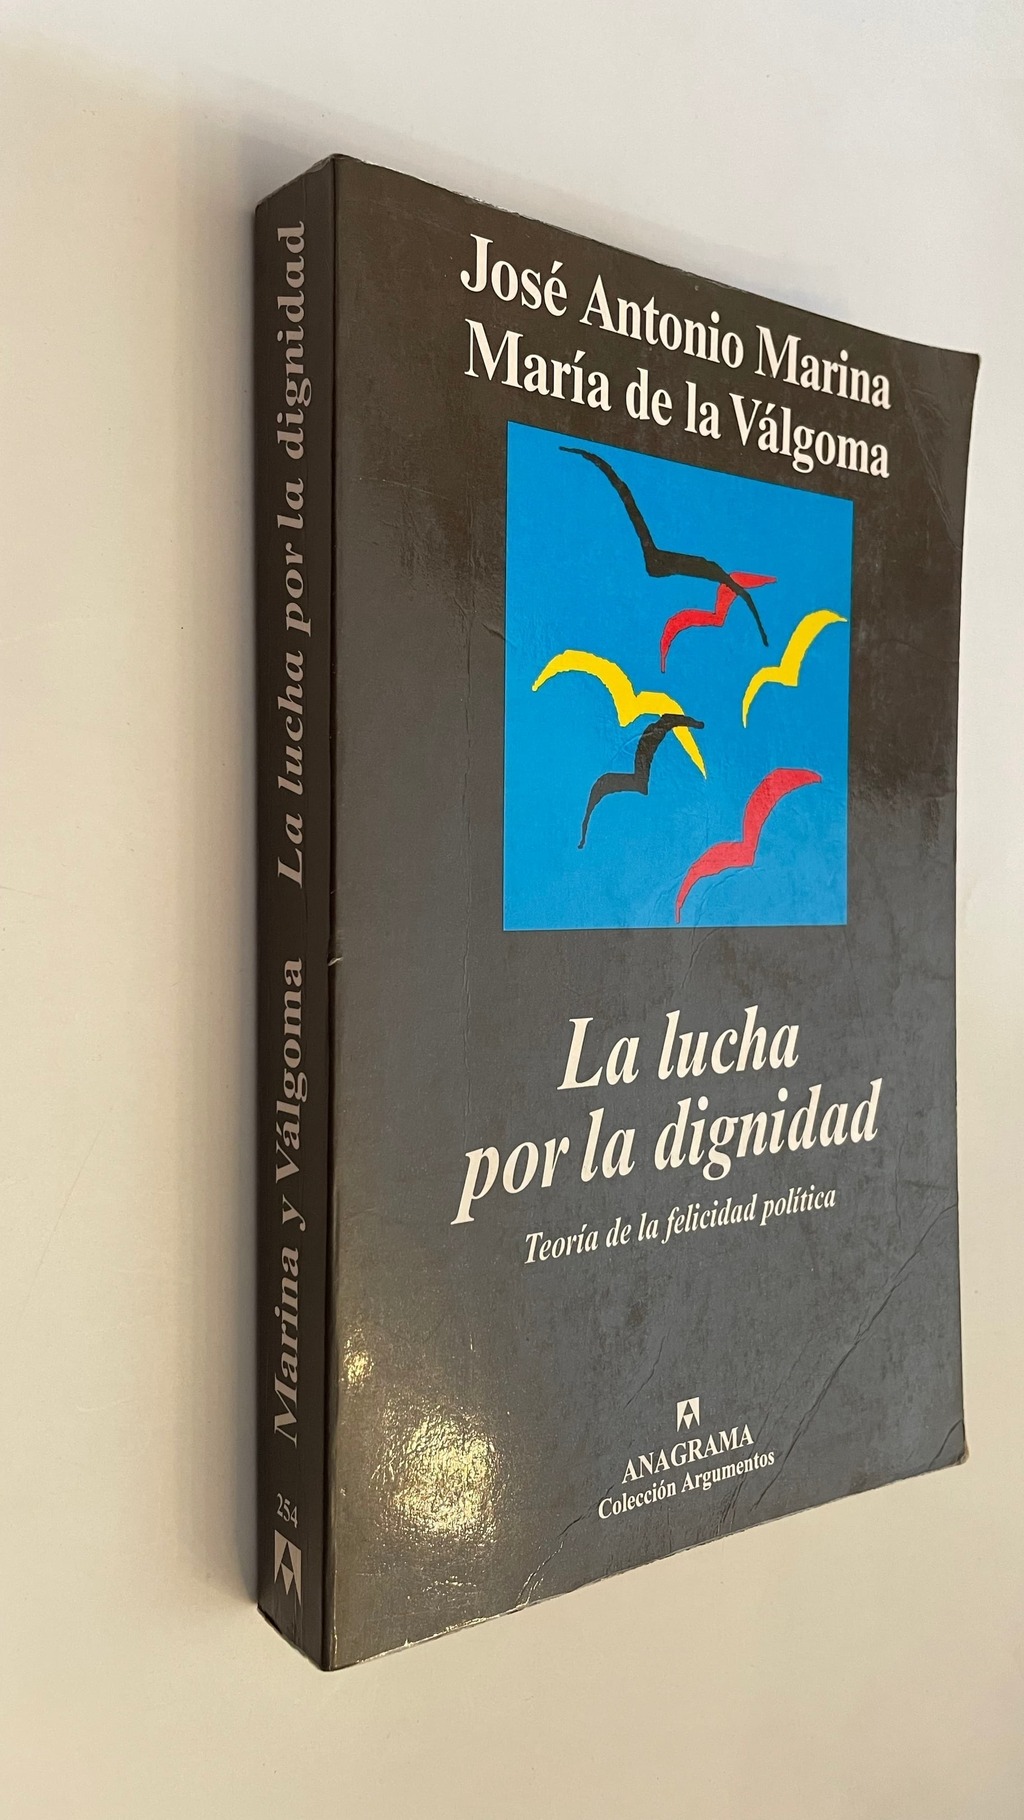 José Antonio Marina
María de la Válgoma
La lucha
por la dignidad
Teoría de la felicidad política
ANAGRAMA
Colección Argumentos
Marina y Válgoma La lucha por la dignidad
254